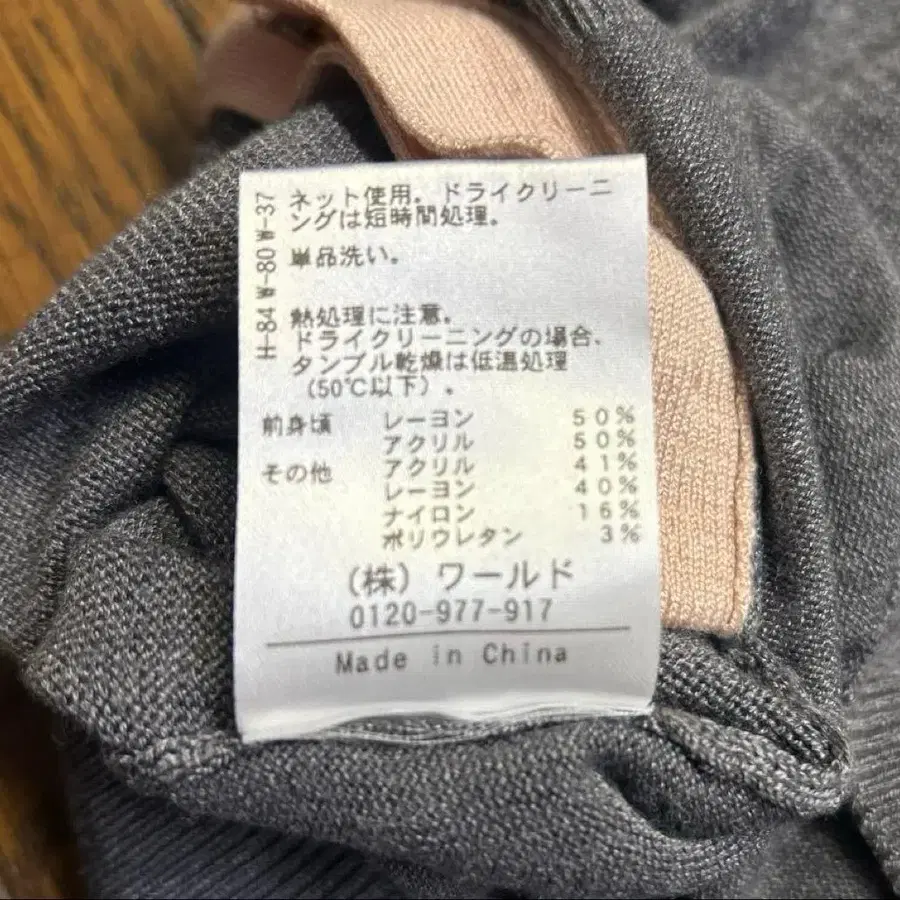 ネット使用。ドライクリーニ
ングは短時間処理。
単品洗い。
熱処理に注意。
ドライクリーニングの場合、
タンブル乾燥は低温処理
(50℃以下)。
前身頃 レーヨン 50%
アクリル 50%
その他 アクリル 41%
レーヨン 40%
ナイロン 16%
ポリウレタン 3%
(株) ワールド
0120-977-917
Made in China
H-84 W-80 W-37